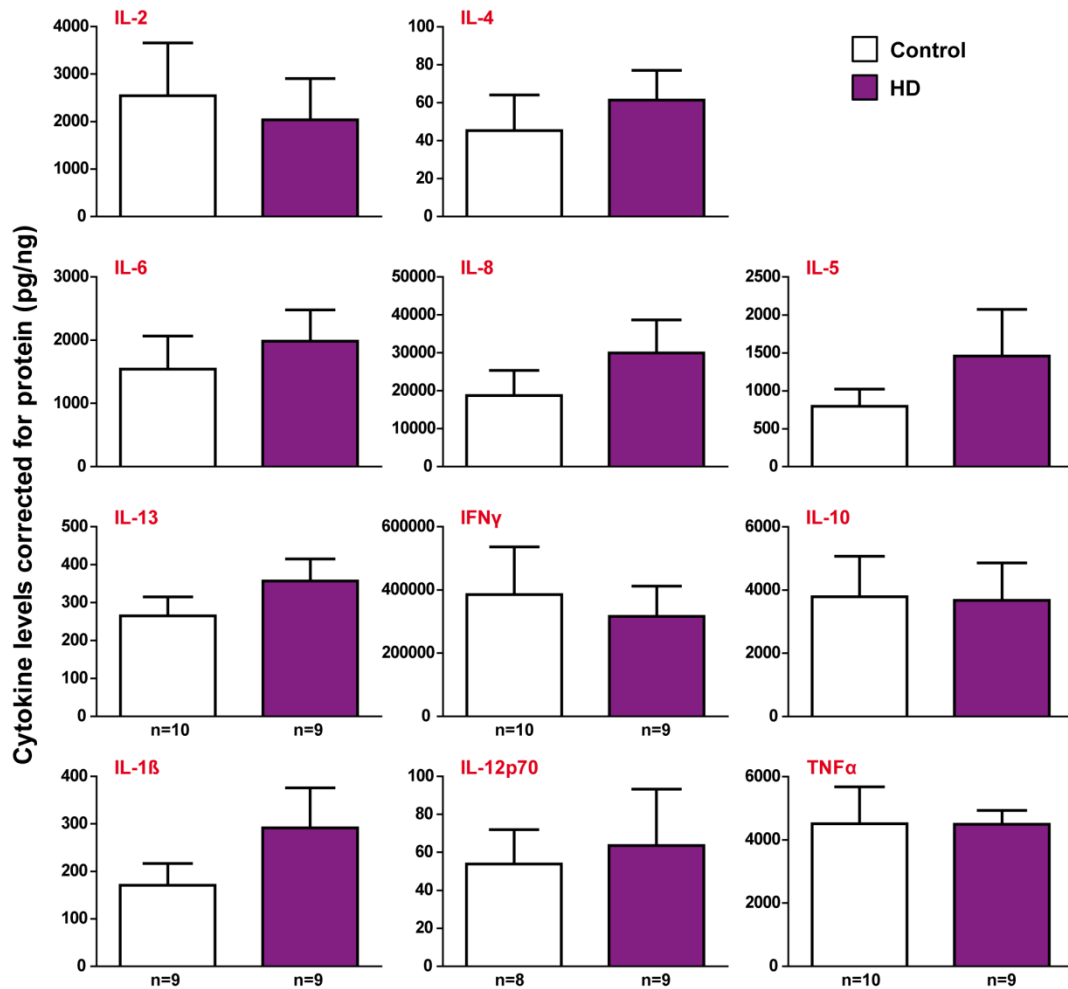 Cytokine levels corrected for protein (pg/ng)
Control
HD
IL-2
4000
3000
2000
1000
0
IL-4
100
80
60
40
20
0
IL-6
3000
2000
1000
0
IL-8
50000
40000
30000
20000
10000
0
IL-5
2500
2000
1500
1000
500
0
IL-13
500
400
300
200
100
0
n=10 n=9
IFNγ
600000
400000
200000
0
n=10 n=9
IL-10
6000
4000
2000
0
IL-1ß
400
300
200
100
0
n=9 n=9
IL-12p70
100
80
60
40
20
0
n=8 n=9
TNFα
6000
4000
2000
0
n=10 n=9